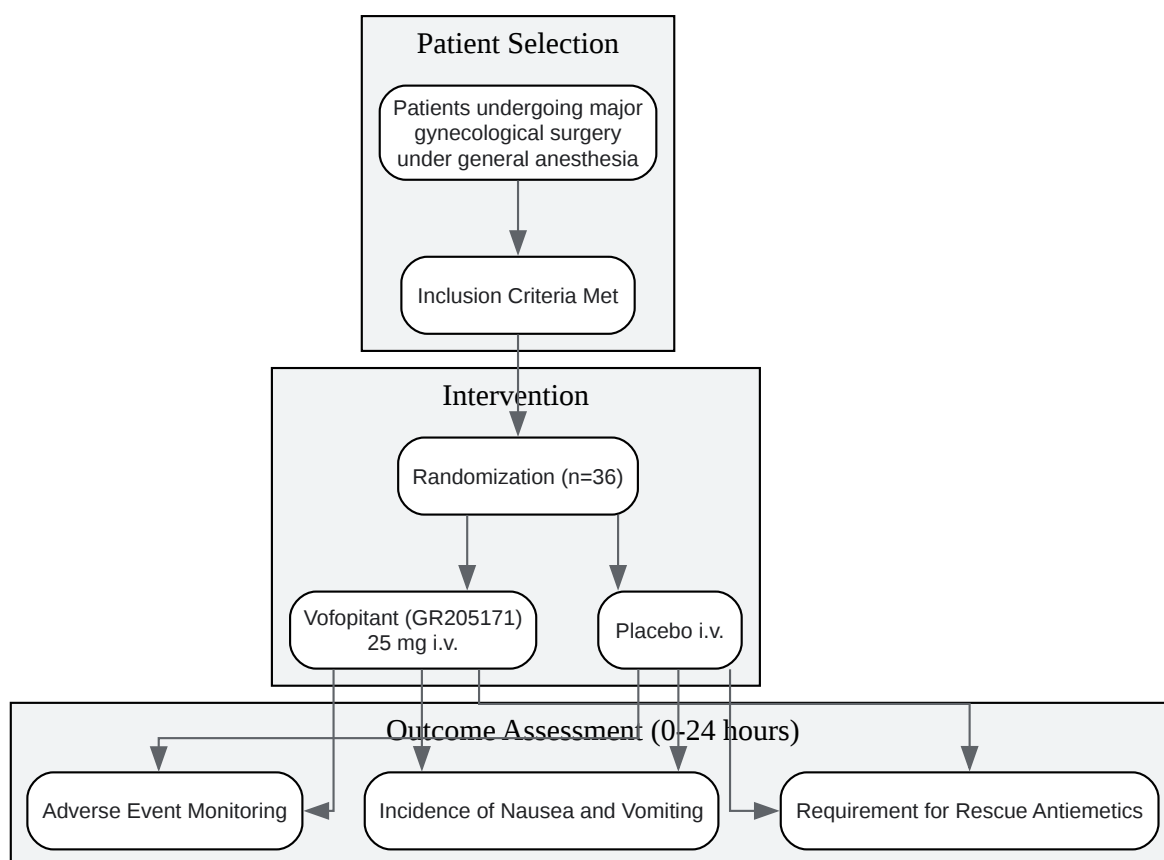 Patient Selection
Patients undergoing major
gynecological surgery
under general anesthesia
Inclusion Criteria Met
Intervention
Randomization (n=36)
Vofopitant (GR205171)
25 mg i.v.
Placebo i.v.
Outcome Assessment (0-24 hours)
Adverse Event Monitoring
Incidence of Nausea and Vomiting
Requirement for Rescue Antiemetics